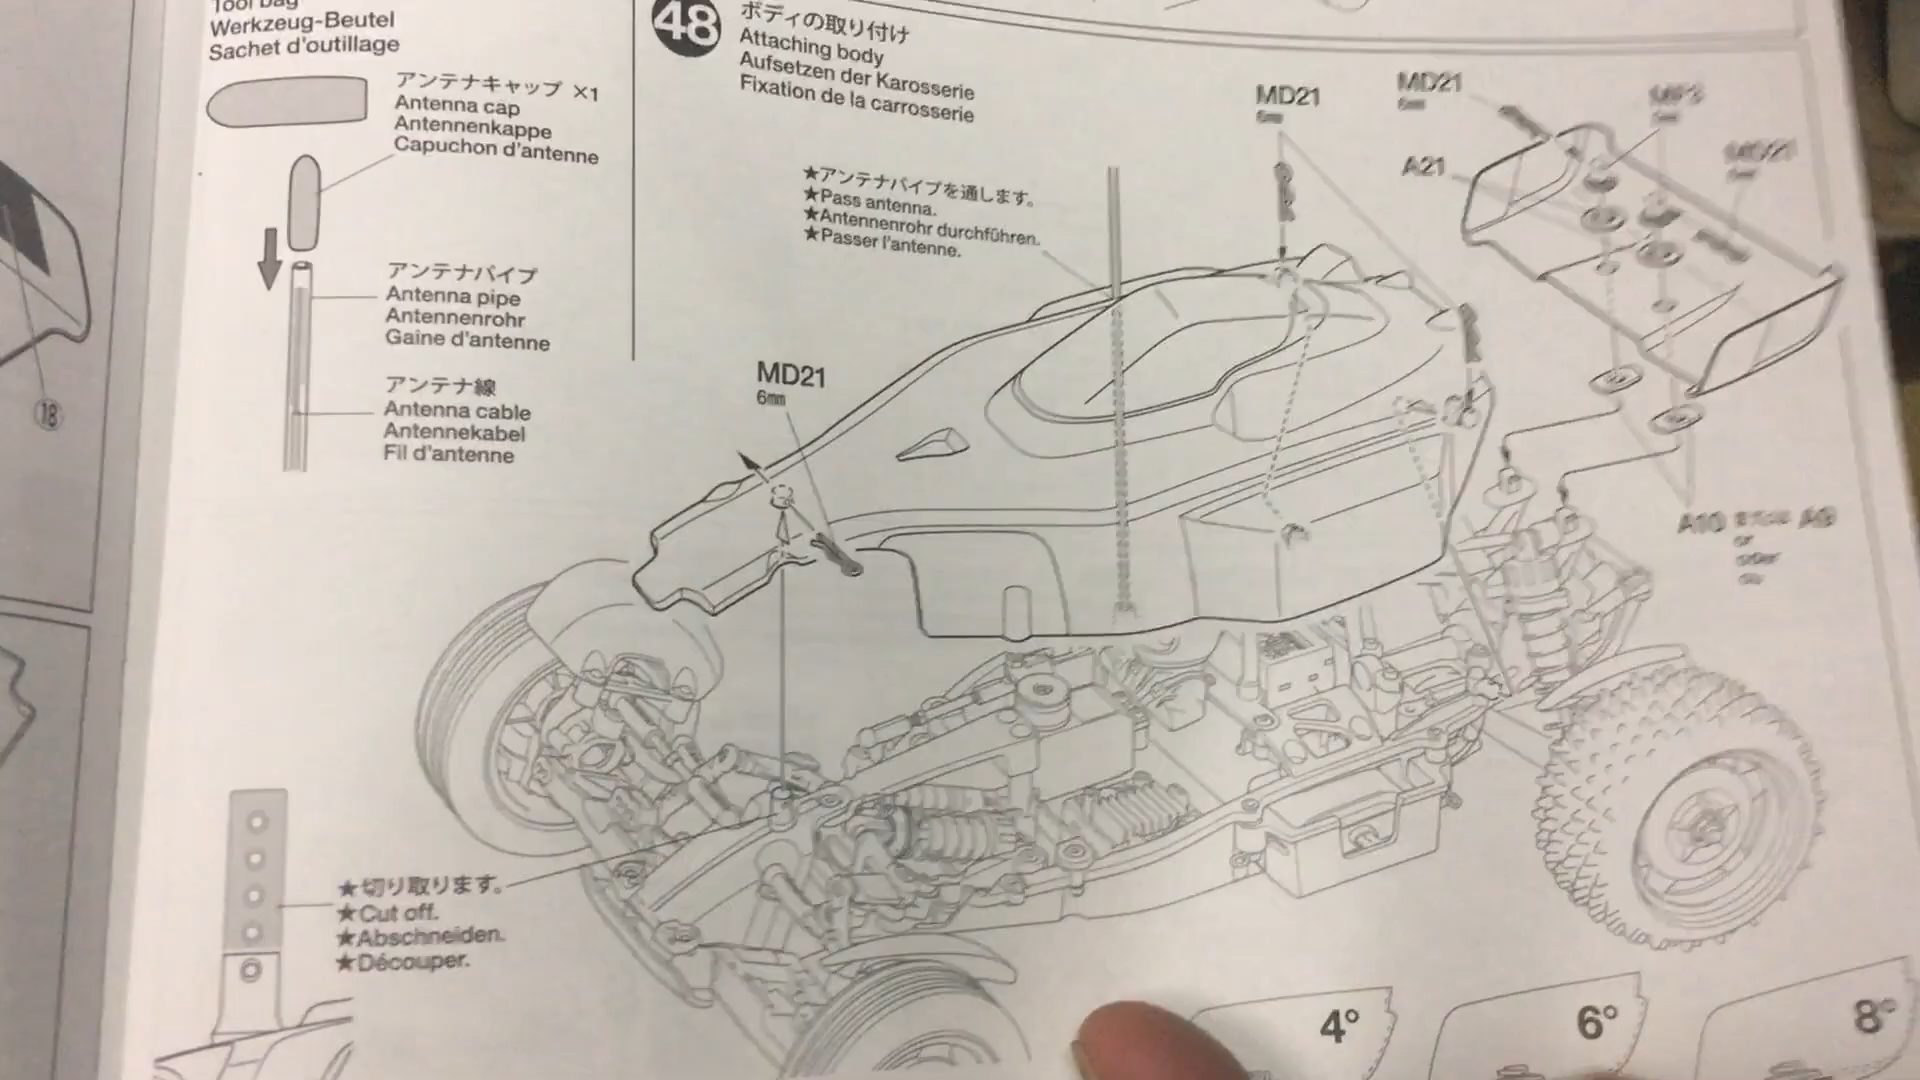 Tool bag
Werkzeug-Beutel
Sachet d'outillage
アンテナキャップ ×1
Antenna cap
Antennenkappe
Capuchon d'antenne
アンテナパイプ
Antenna pipe
Antennenrohr
Gaine d'antenne
アンテナ線
Antenna cable
Antennekabel
Fil d'antenne
18
48
ボディの取り付け
Attaching body
Aufsetzen der Karosserie
Fixation de la carrosserie
★アンテナパイプを通します。
★Pass antenna.
★Antennenrohr durchführen.
★Passer l'antenne.
MD21
6mm
MD21
6mm
MD21
6mm
A21
MD21
A10
A9
★切り取ります。
★Cut off.
★Abschneiden.
★Découper.
4°
6°
8°